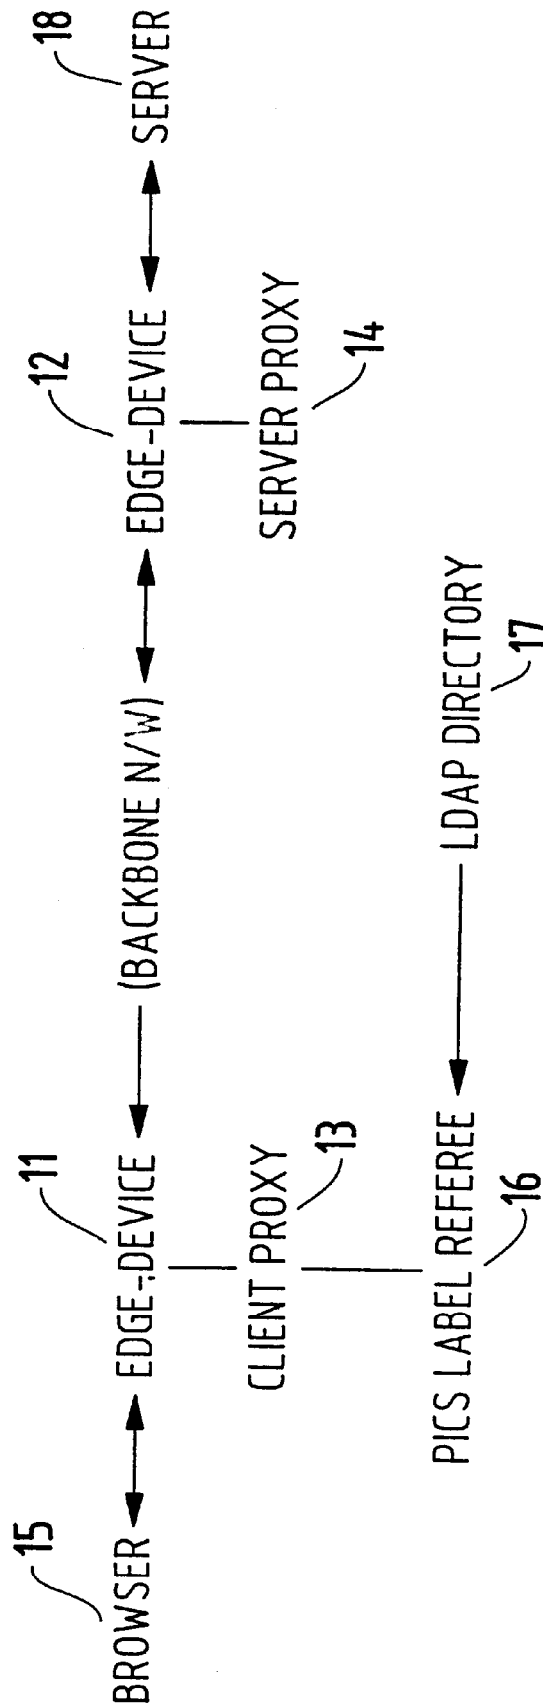 15
11
12
18
BROWSER
EDGE-DEVICE
(BACKBONE N/W)
EDGE-DEVICE
SERVER
CLIENT PROXY
13
SERVER PROXY
14
PICS LABEL REFEREE
16
LDAP DIRECTORY
17